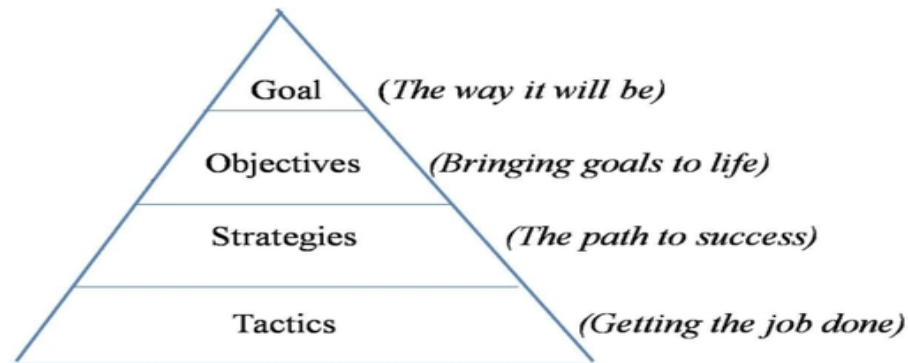 Goal (The way it will be)
Objectives (Bringing goals to life)
Strategies (The path to success)
Tactics (Getting the job done)